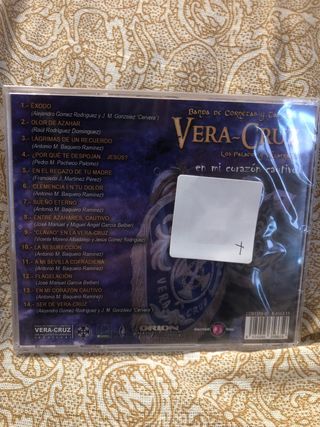 BANDA DE CORNETAS Y
VERA-CRUZ
LOS PALACIOS
en mi corazón cautivo
1.- ÉXODO
(Alejandro Gómez Rodríguez y J. M. González "Cervera")
2.- OLOR DE AZAHAR
(Raúl Rodríguez Domínguez)
3.- LÁGRIMAS DE UN RECUERDO
(Antonio M. Baquero Ramírez)
4.- ¿POR QUÉ TE DESPOJAN... JESÚS?
(Pedro M. Pacheco Palomo)
5.- EN EL REGAZO DE TU MADRE
(Francisco J. Martínez Pérez)
6.- CLEMENCIA EN TU DOLOR
(Antonio M. Baquero Ramírez)
7.- SUEÑO ETERNO
(Antonio M. Baquero Ramírez)
8.- ENTRE AZAHARES, CAUTIVO
(José Manuel y Miguel Ángel García Bellber)
9.- "CLAVAO" EN LA VERA-CRUZ
(Vicente Moreno Albaldalejo y Jesús Gómez Rodríguez)
10.- LA RESURRECCIÓN
(Antonio M. Baquero Ramírez)
11.- A MI SEVILLA COFRADIERA
(Antonio M. Baquero Ramírez)
12.- FLAGELACIÓN
(José Manuel García Bellber)
13.- EN MI CORAZÓN CAUTIVO
(Antonio M. Baquero Ramírez)
14.- SER DE VERA-CRUZ
(Alejandro Gómez Rodríguez y J. M. González "Cervera")
VERA-CRUZ
VERA-CRUZ
ORION